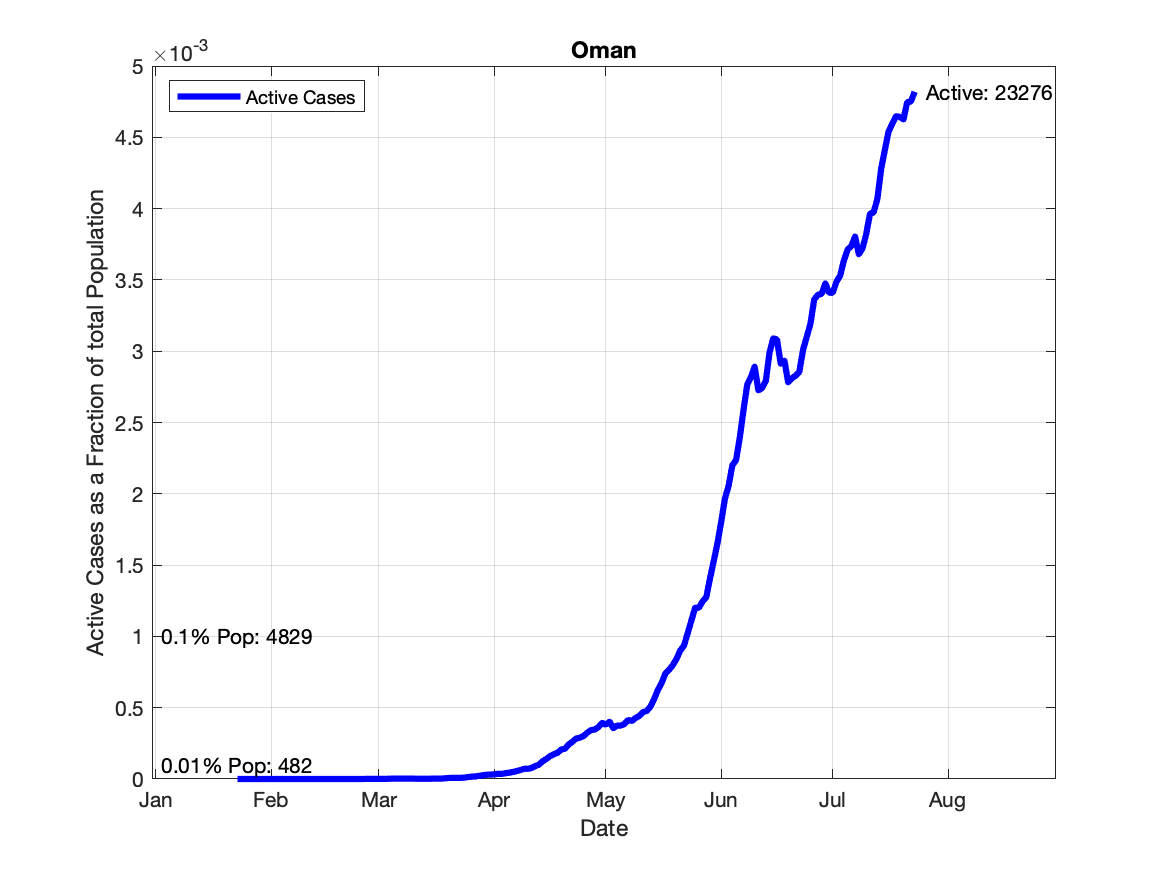 Oman
×10-3
5
4.5
4
3.5
3
2.5
2
1.5
1
0.5
0
Active Cases as a Fraction of total Population
Active Cases
Active: 23276
0.1% Pop: 4829
0.01% Pop: 482
Jan Feb Mar Apr May Jun Jul Aug
Date